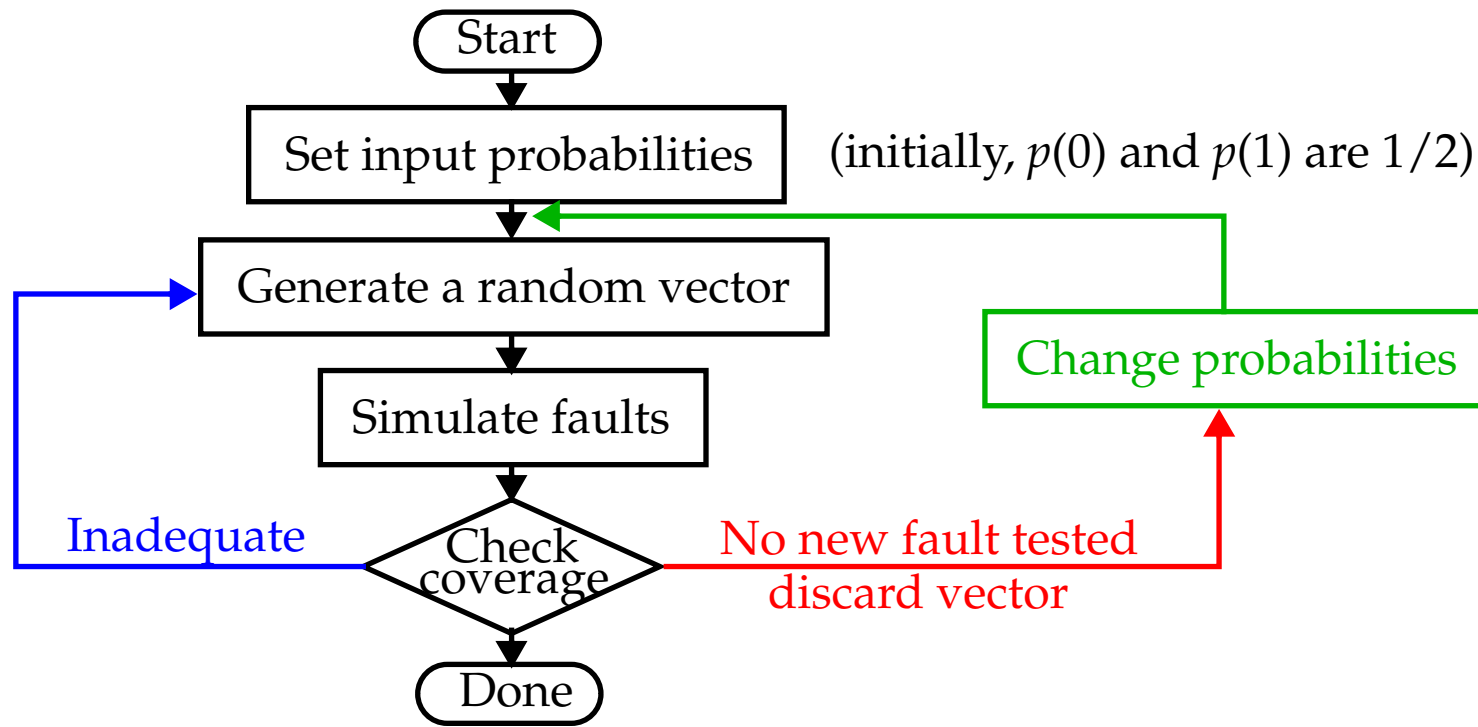 Start
Set input probabilities
(initially, p(0) and p(1) are 1/2)
Generate a random vector
Change probabilities
Simulate faults
Inadequate
Check
coverage
No new fault tested
discard vector
Done